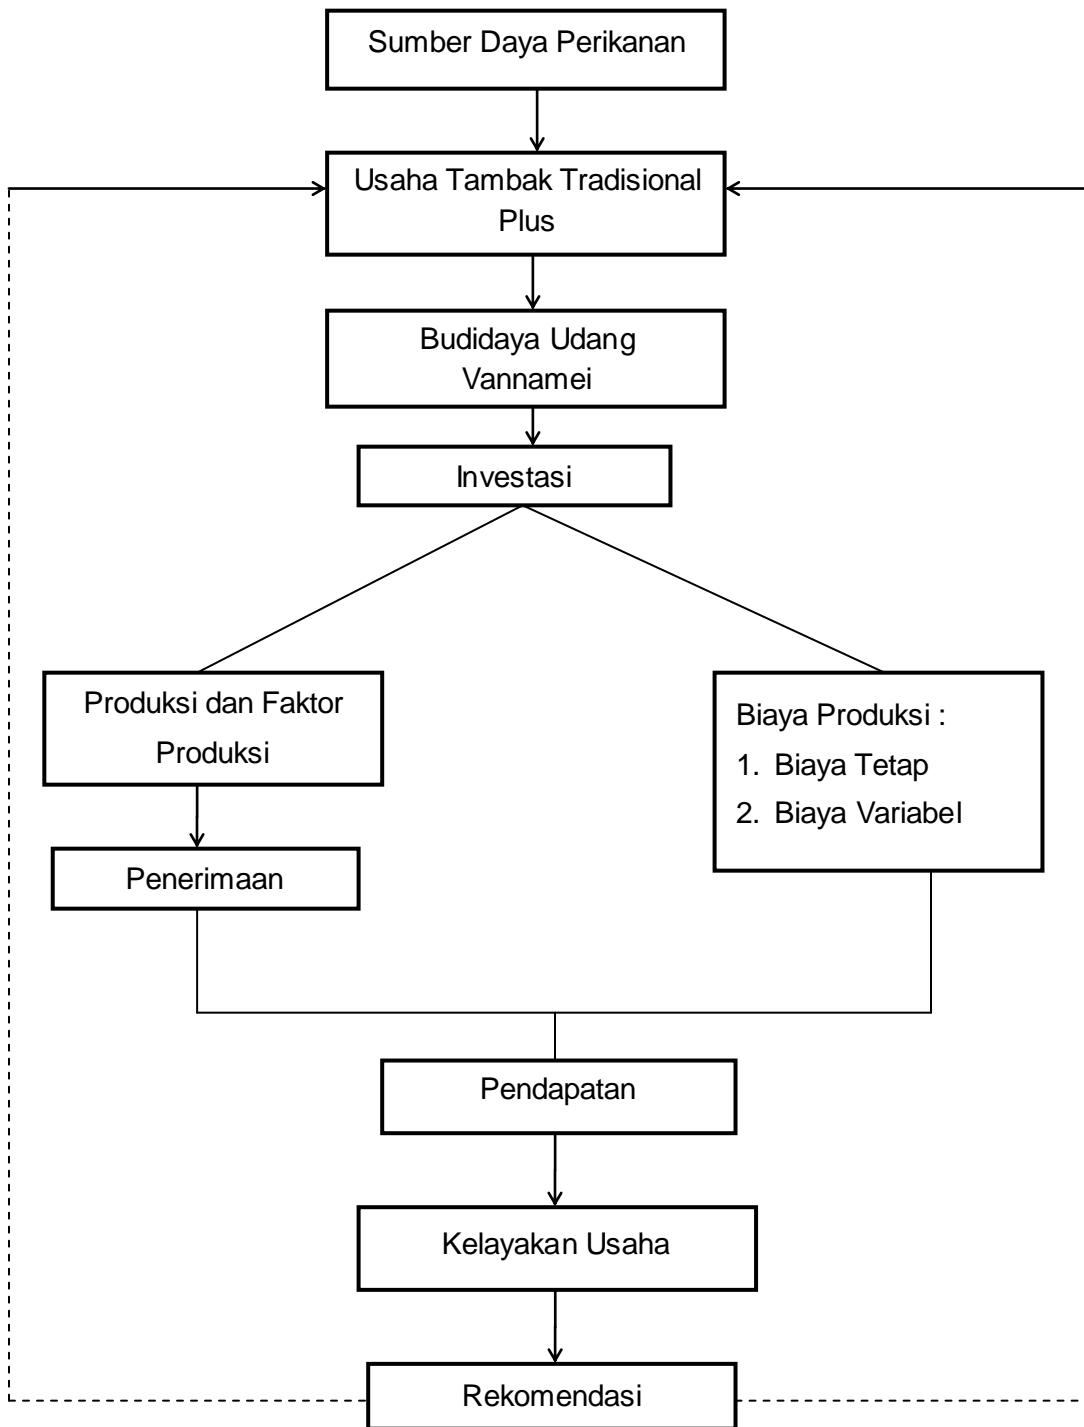 Sumber Daya Perikanan
Usaha Tambak Tradisional
Plus
Budidaya Udang
Vannamei
Investasi
Produksi dan Faktor
Produksi
Biaya Produksi :
1. Biaya Tetap
2. Biaya Variabel
Penerimaan
Pendapatan
Kelayakan Usaha
Rekomendasi